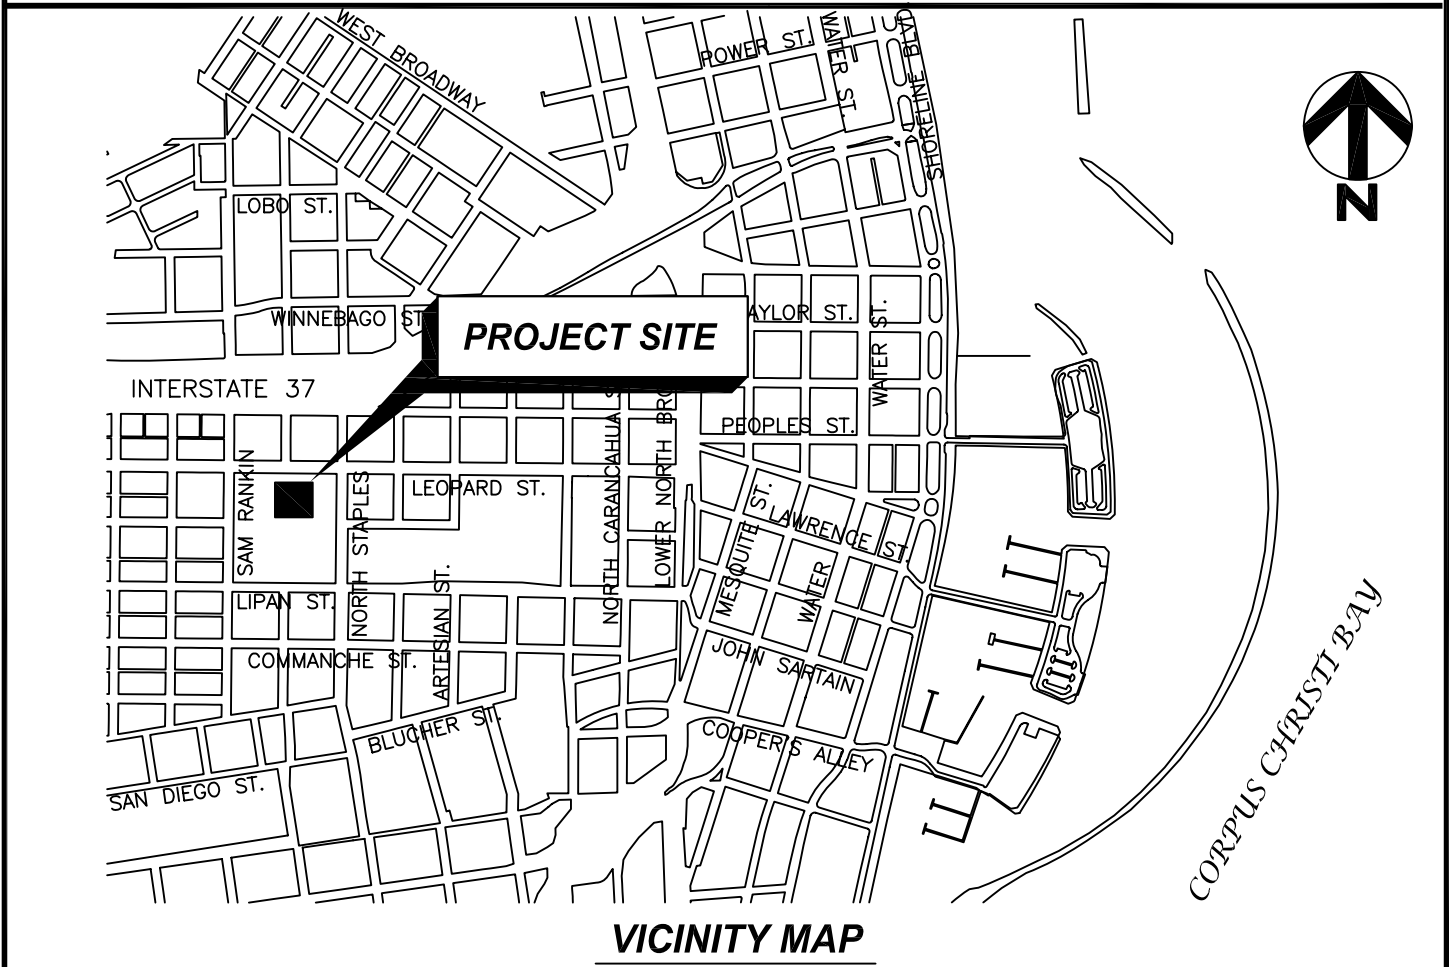 WEST BROADWAY
POWER ST.
WATER ST.
SHORELINE BLVD
N
LOBO ST.
WINNEBAGO ST
PROJECT SITE
AYLOR ST.
WATER ST.
INTERSTATE 37
PEOPLES ST.
SAM RANKIN
NORTH STAPLES
LEOPARD ST.
NORTH CARANCAHUA S
LOWER NORTH BRO
MESQUITE ST.
LAWRENCE ST.
WATER
LIPAN ST.
ARTESIAN ST.
COMMANCHE ST.
JOHN SARTAIN
BLUCHER ST.
COOPER'S ALLEY
SAN DIEGO ST.
CORPUS CHRISTI BAY
VICINITY MAP